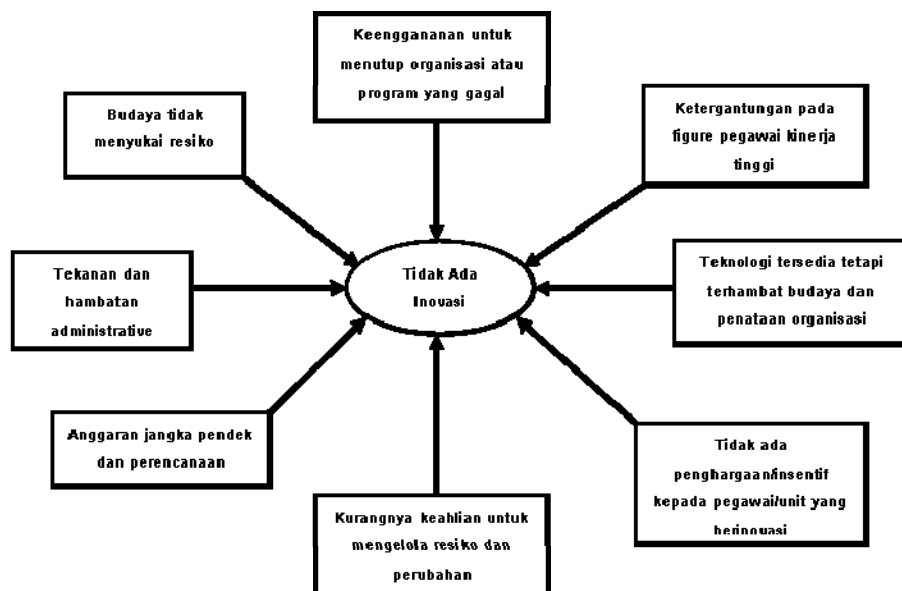 Keengganan untuk
menutup organisasi atau
program yang gagal
Budaya tidak
menyukai resiko
Ketergantungan pada
figure pegawai kinerja
tinggi
Tidak Ada
Inovasi
Tekanan dan
hambatan
administrative
Teknologi tersedia tetapi
terhambat budaya dan
penataan organisasi
Anggaran jangka pendek
dan perencanaan
Tidak ada
penghargaan/insentif
kepada pegawai/unit yang
berinovasi
Kurangnya keahlian untuk
mengelola resiko dan
perubahan